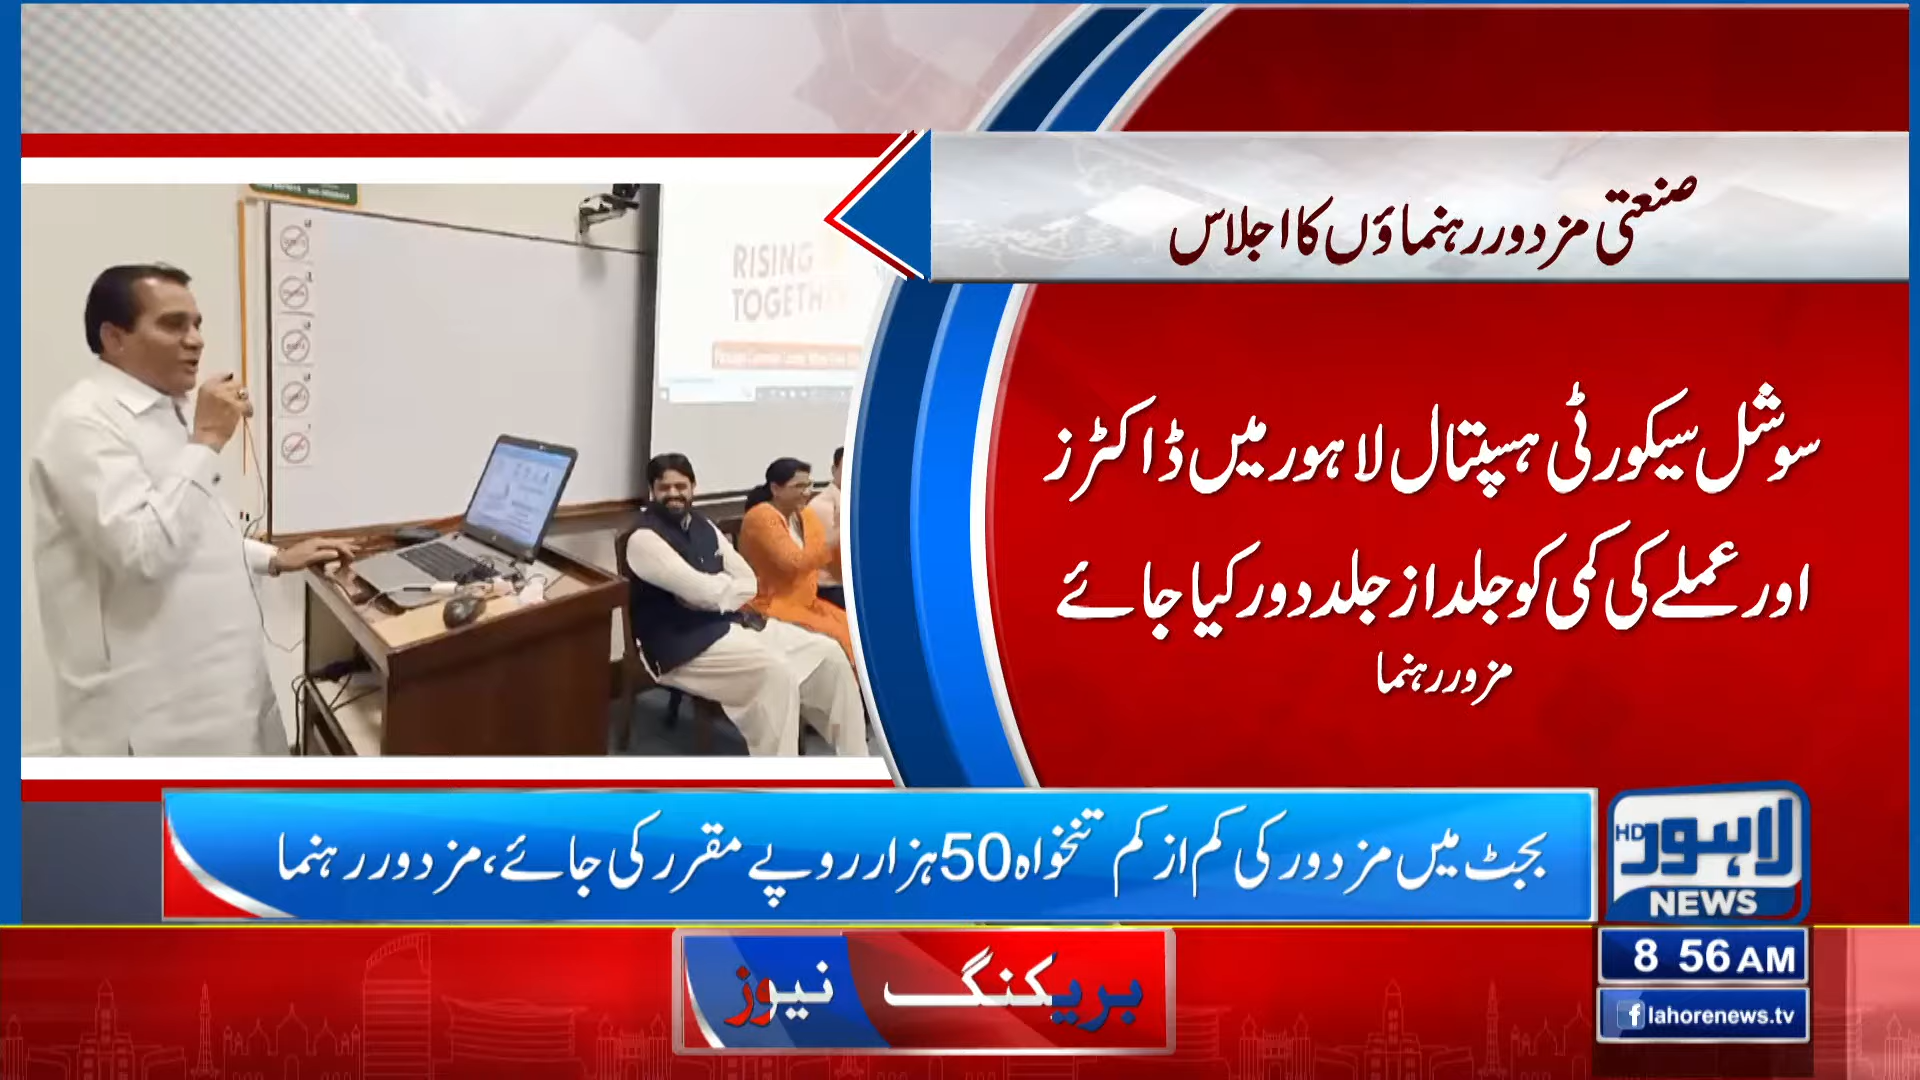 صنعتی مزدور رہنماؤں کا اجلاس
RISING
TOGETHER
سوشل سیکورٹی ہسپتال لاہور میں ڈاکٹرز
اور عملے کی کمی کو جلد از جلد دور کیا جائے
مزور رہنما
بجٹ میں مزدور کی کم از کم تنخواہ 50 ہزار روپے مقرر کی جائے، مزدور رہنما
لاہور HD
NEWS
بریکنگ نیوز
8 56 AM
lahorenews.tv